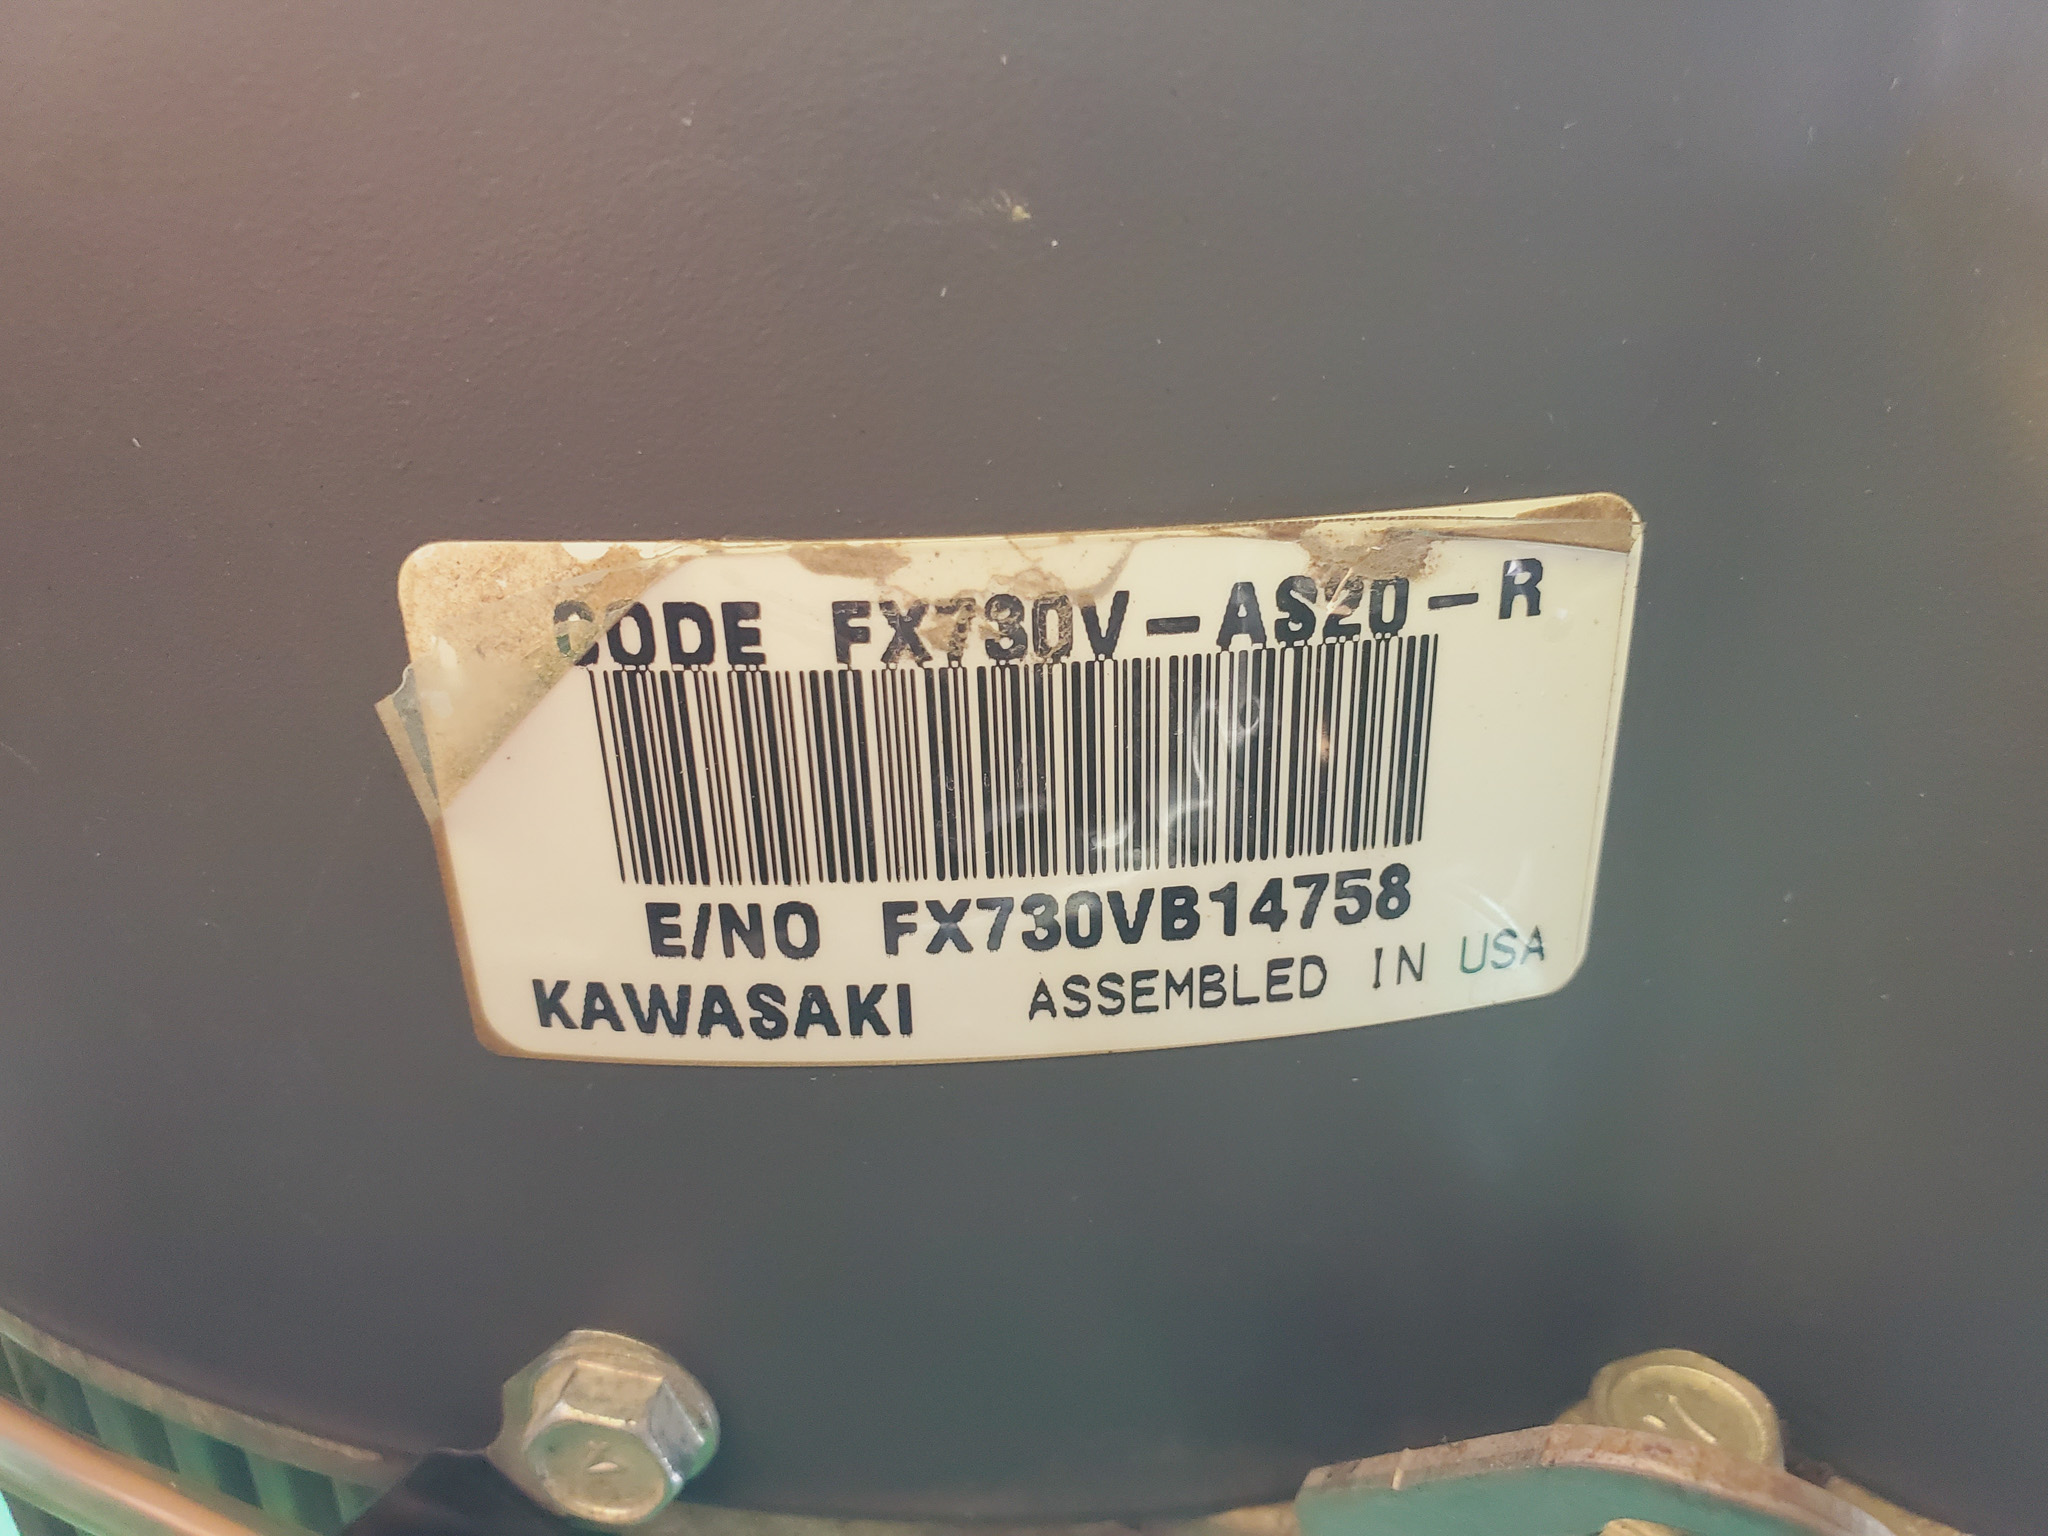 CODE FX730V-AS20-R
E/NO FX730VB14758
KAWASAKI ASSEMBLED IN USA